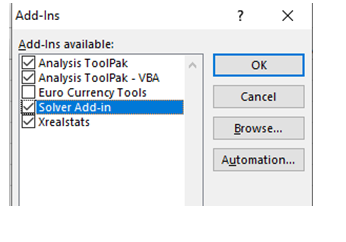 Add-Ins ? ×
Add-Ins available:
Analysis ToolPak
Analysis ToolPak - VBA
Euro Currency Tools
Solver Add-in
Xrealstats
OK
Cancel
Browse...
Automation...